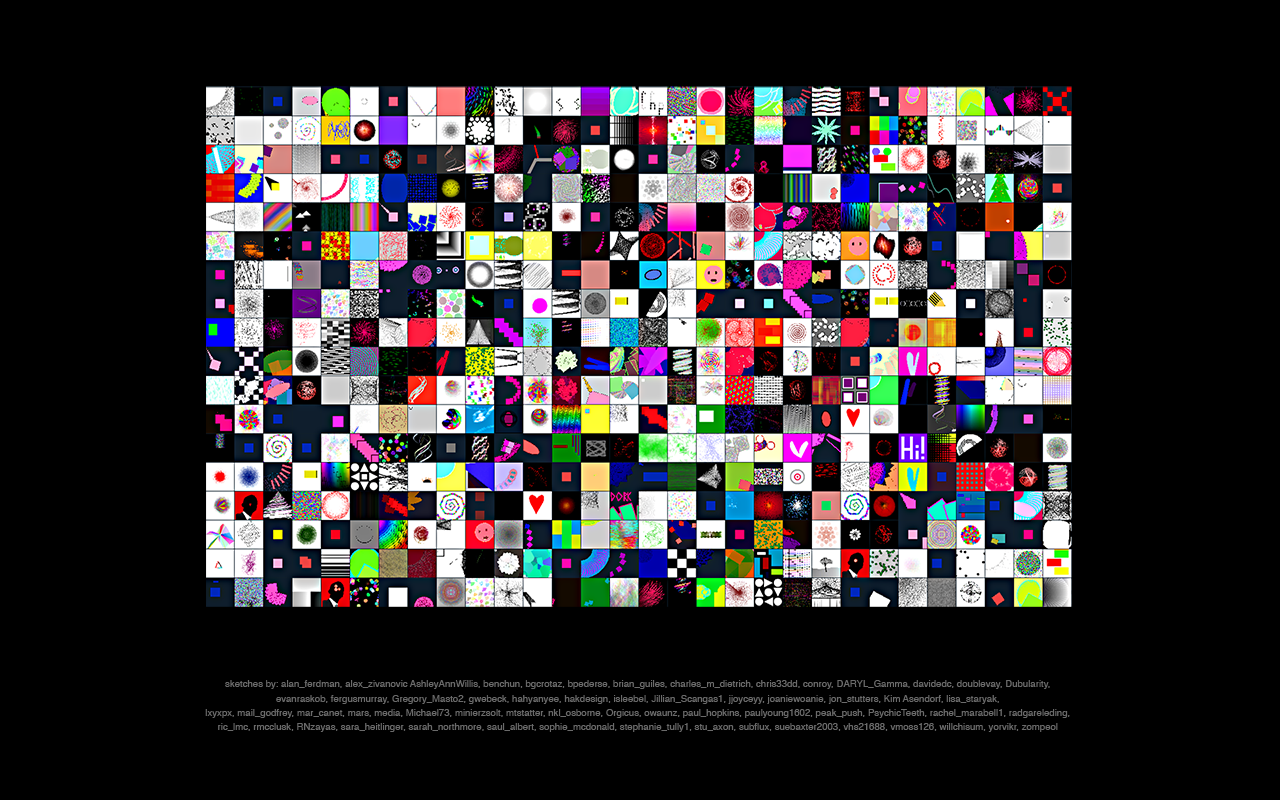 Hi!
sketches by: alan_ferdman, alex_zivanovic AshleyAnnWillis, benchun, bgcrotaz, bpederse, brian_guiles, charles_m_dietrich, chris33dd, conroy, DARYL_Gamma, davidedc, doublevay, Dubularity,
evanraskob, fergusmurray, Gregory_Masto2, gwebeck, hahyanyee, hakdesign, isleebel, Jillian_Scangas1, jjoyceyy, joaniewoanie, jon_stutters, Kim Asendorf, lisa_staryak,
lxyxpx, mail_godfrey, mar_canet, mars, media, Michael73, minierzsolt, mtstatter, nkl_osborne, Orgicus, owaunz, paul_hopkins, paulyoung1602, peak_push, PsychicTeeth, rachel_marabell1, radgareleding,
ric_lmc, rmcclusk, RNzayas, sara_heitlinger, sarah_northmore, saul_albert, sophie_mcdonald, stephanie_tully1, stu_axon, subflux, suebaxter2003, vhs21688, vmoss126, willchisum, yorvikr, zompeol